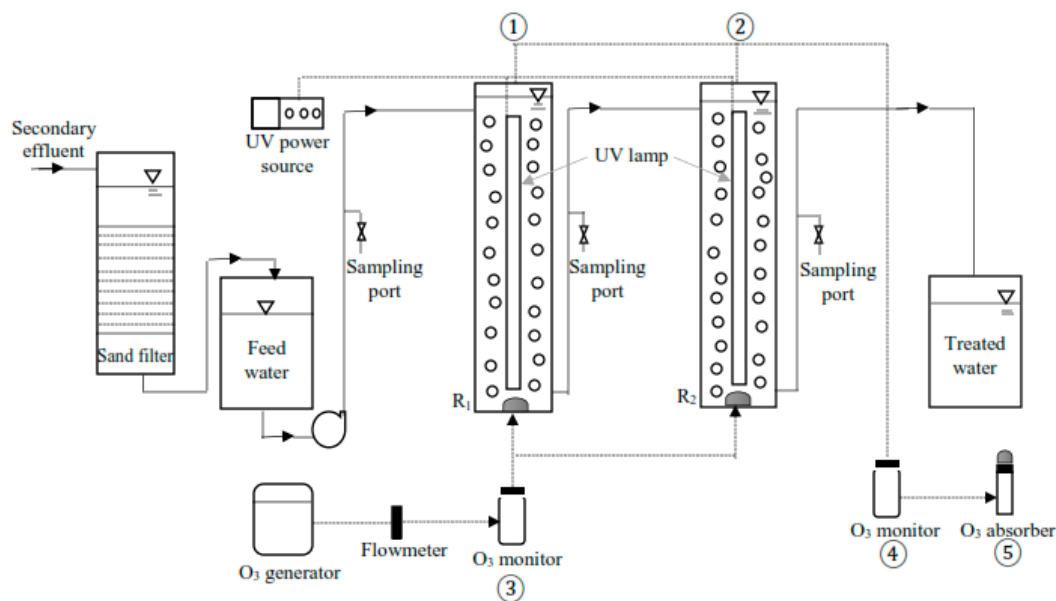 ①
②
Secondary
effluent
UV power
source
UV lamp
Sampling
port
Sampling
port
Sampling
port
Sand filter
Feed
water
Treated
water
R₁
R₂
O₃ generator
Flowmeter
O₃ monitor
③
O₃ monitor
④
O₃ absorber
⑤